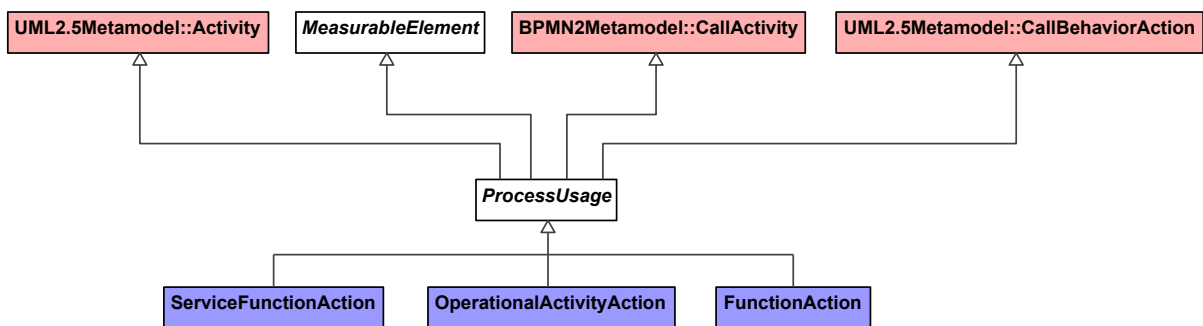 UML2.5Metamodel::Activity
MeasurableElement
BPMN2Metamodel::CallActivity
UML2.5Metamodel::CallBehaviorAction
ProcessUsage
ServiceFunctionAction
OperationalActivityAction
FunctionAction